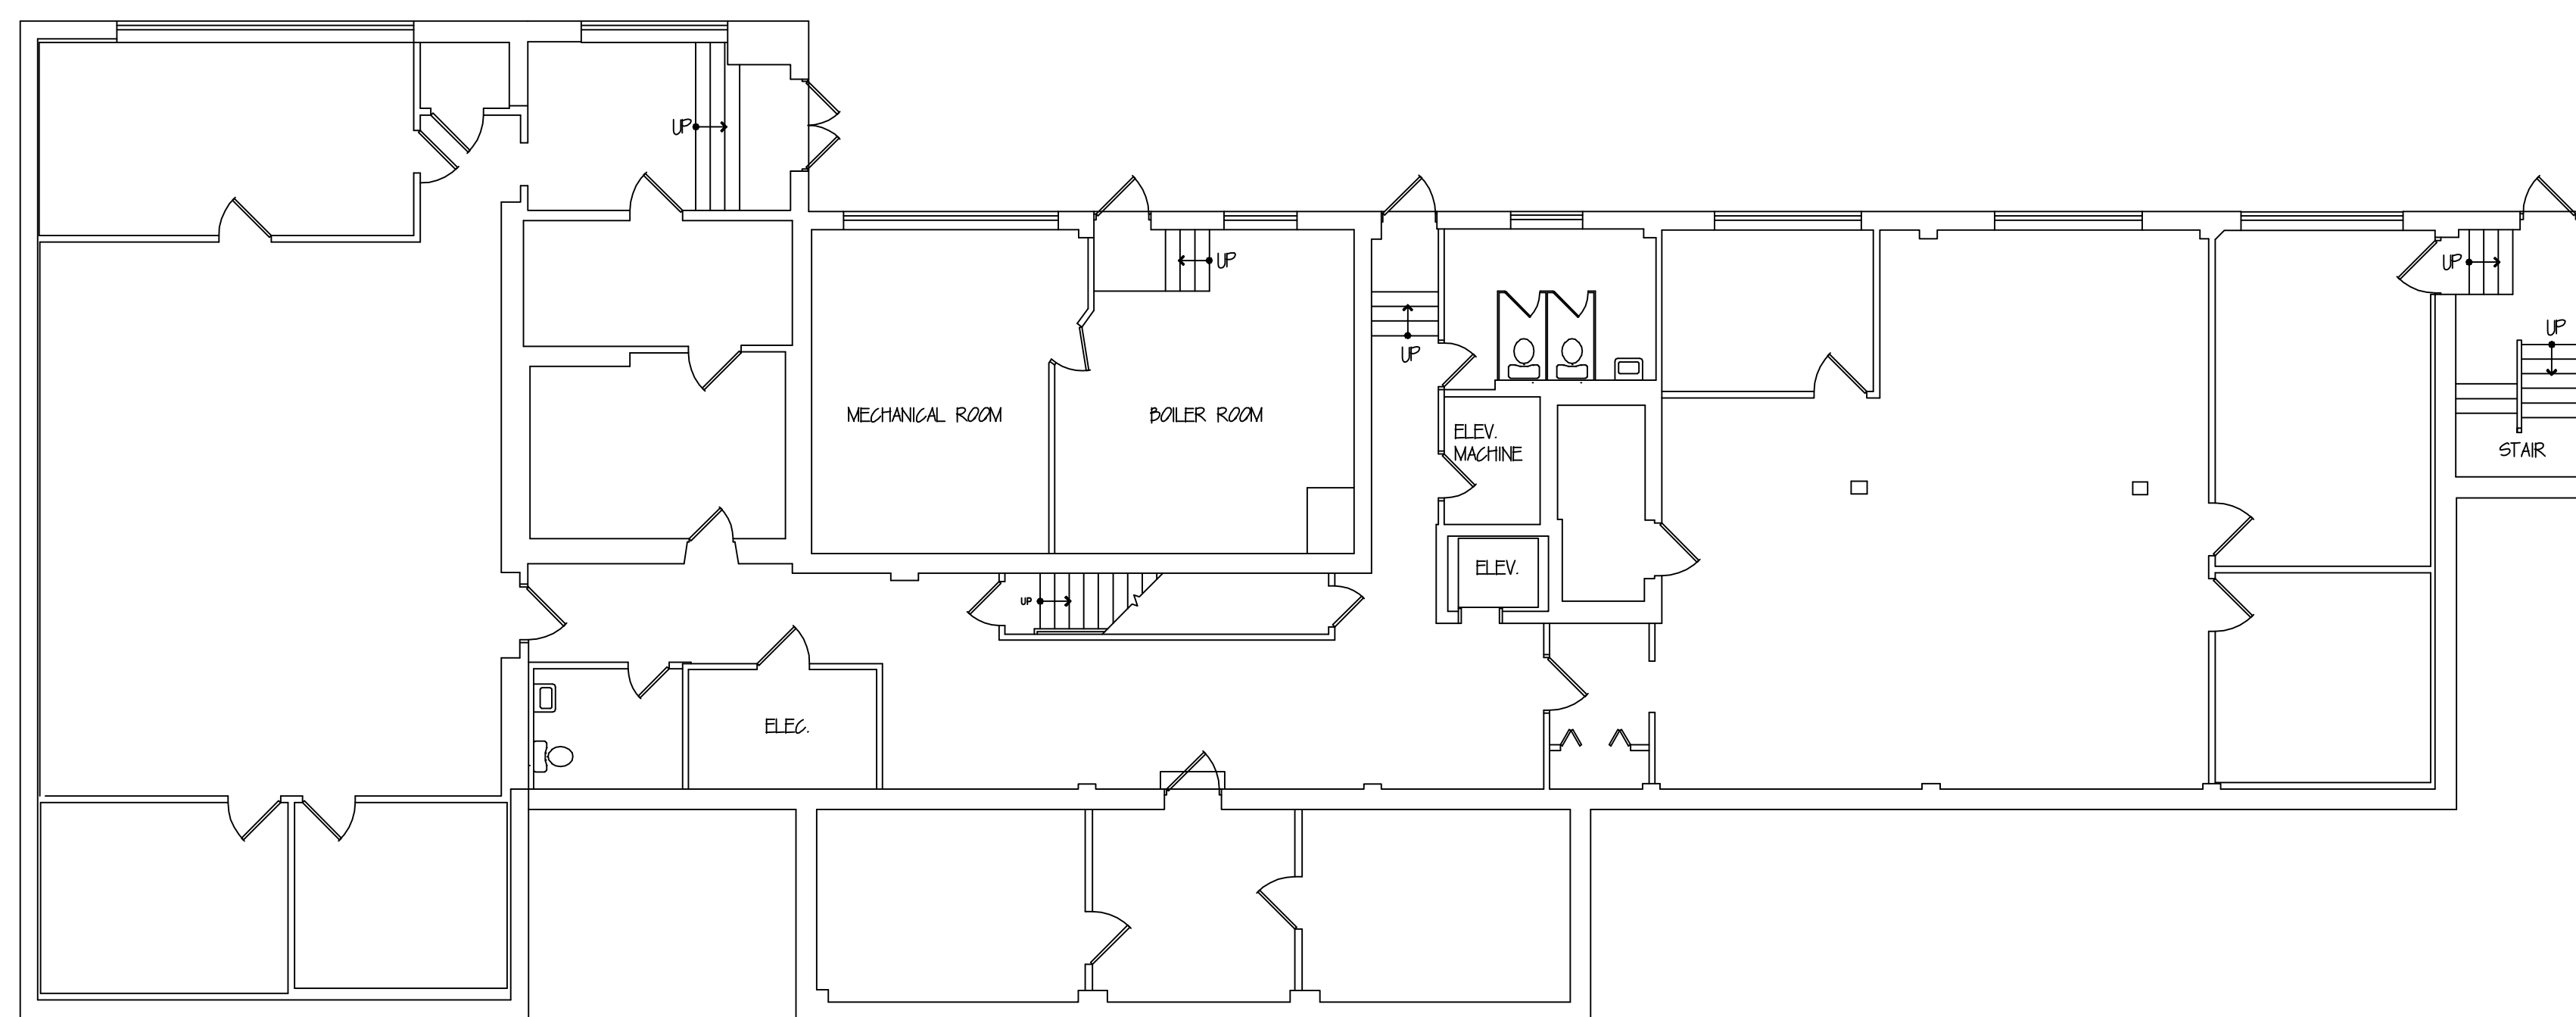 UP
UP
UP
UP
UP
MECHANICAL ROOM
BOILER ROOM
ELEV.
MACHINE
STAIR
ELEV.
UP
ELEC.